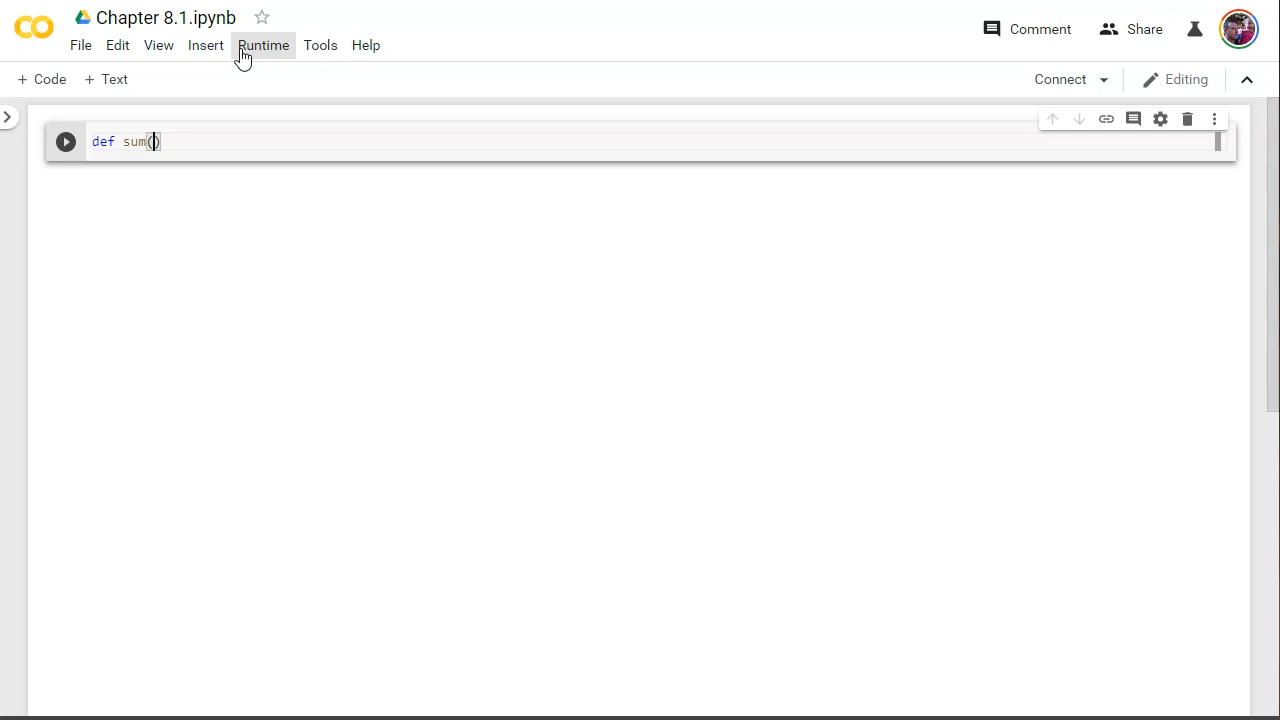 CO
Chapter 8.1.ipynb
Comment
Share
File Edit View Insert Runtime Tools Help
+ Code + Text
Connect
Editing
def sum()